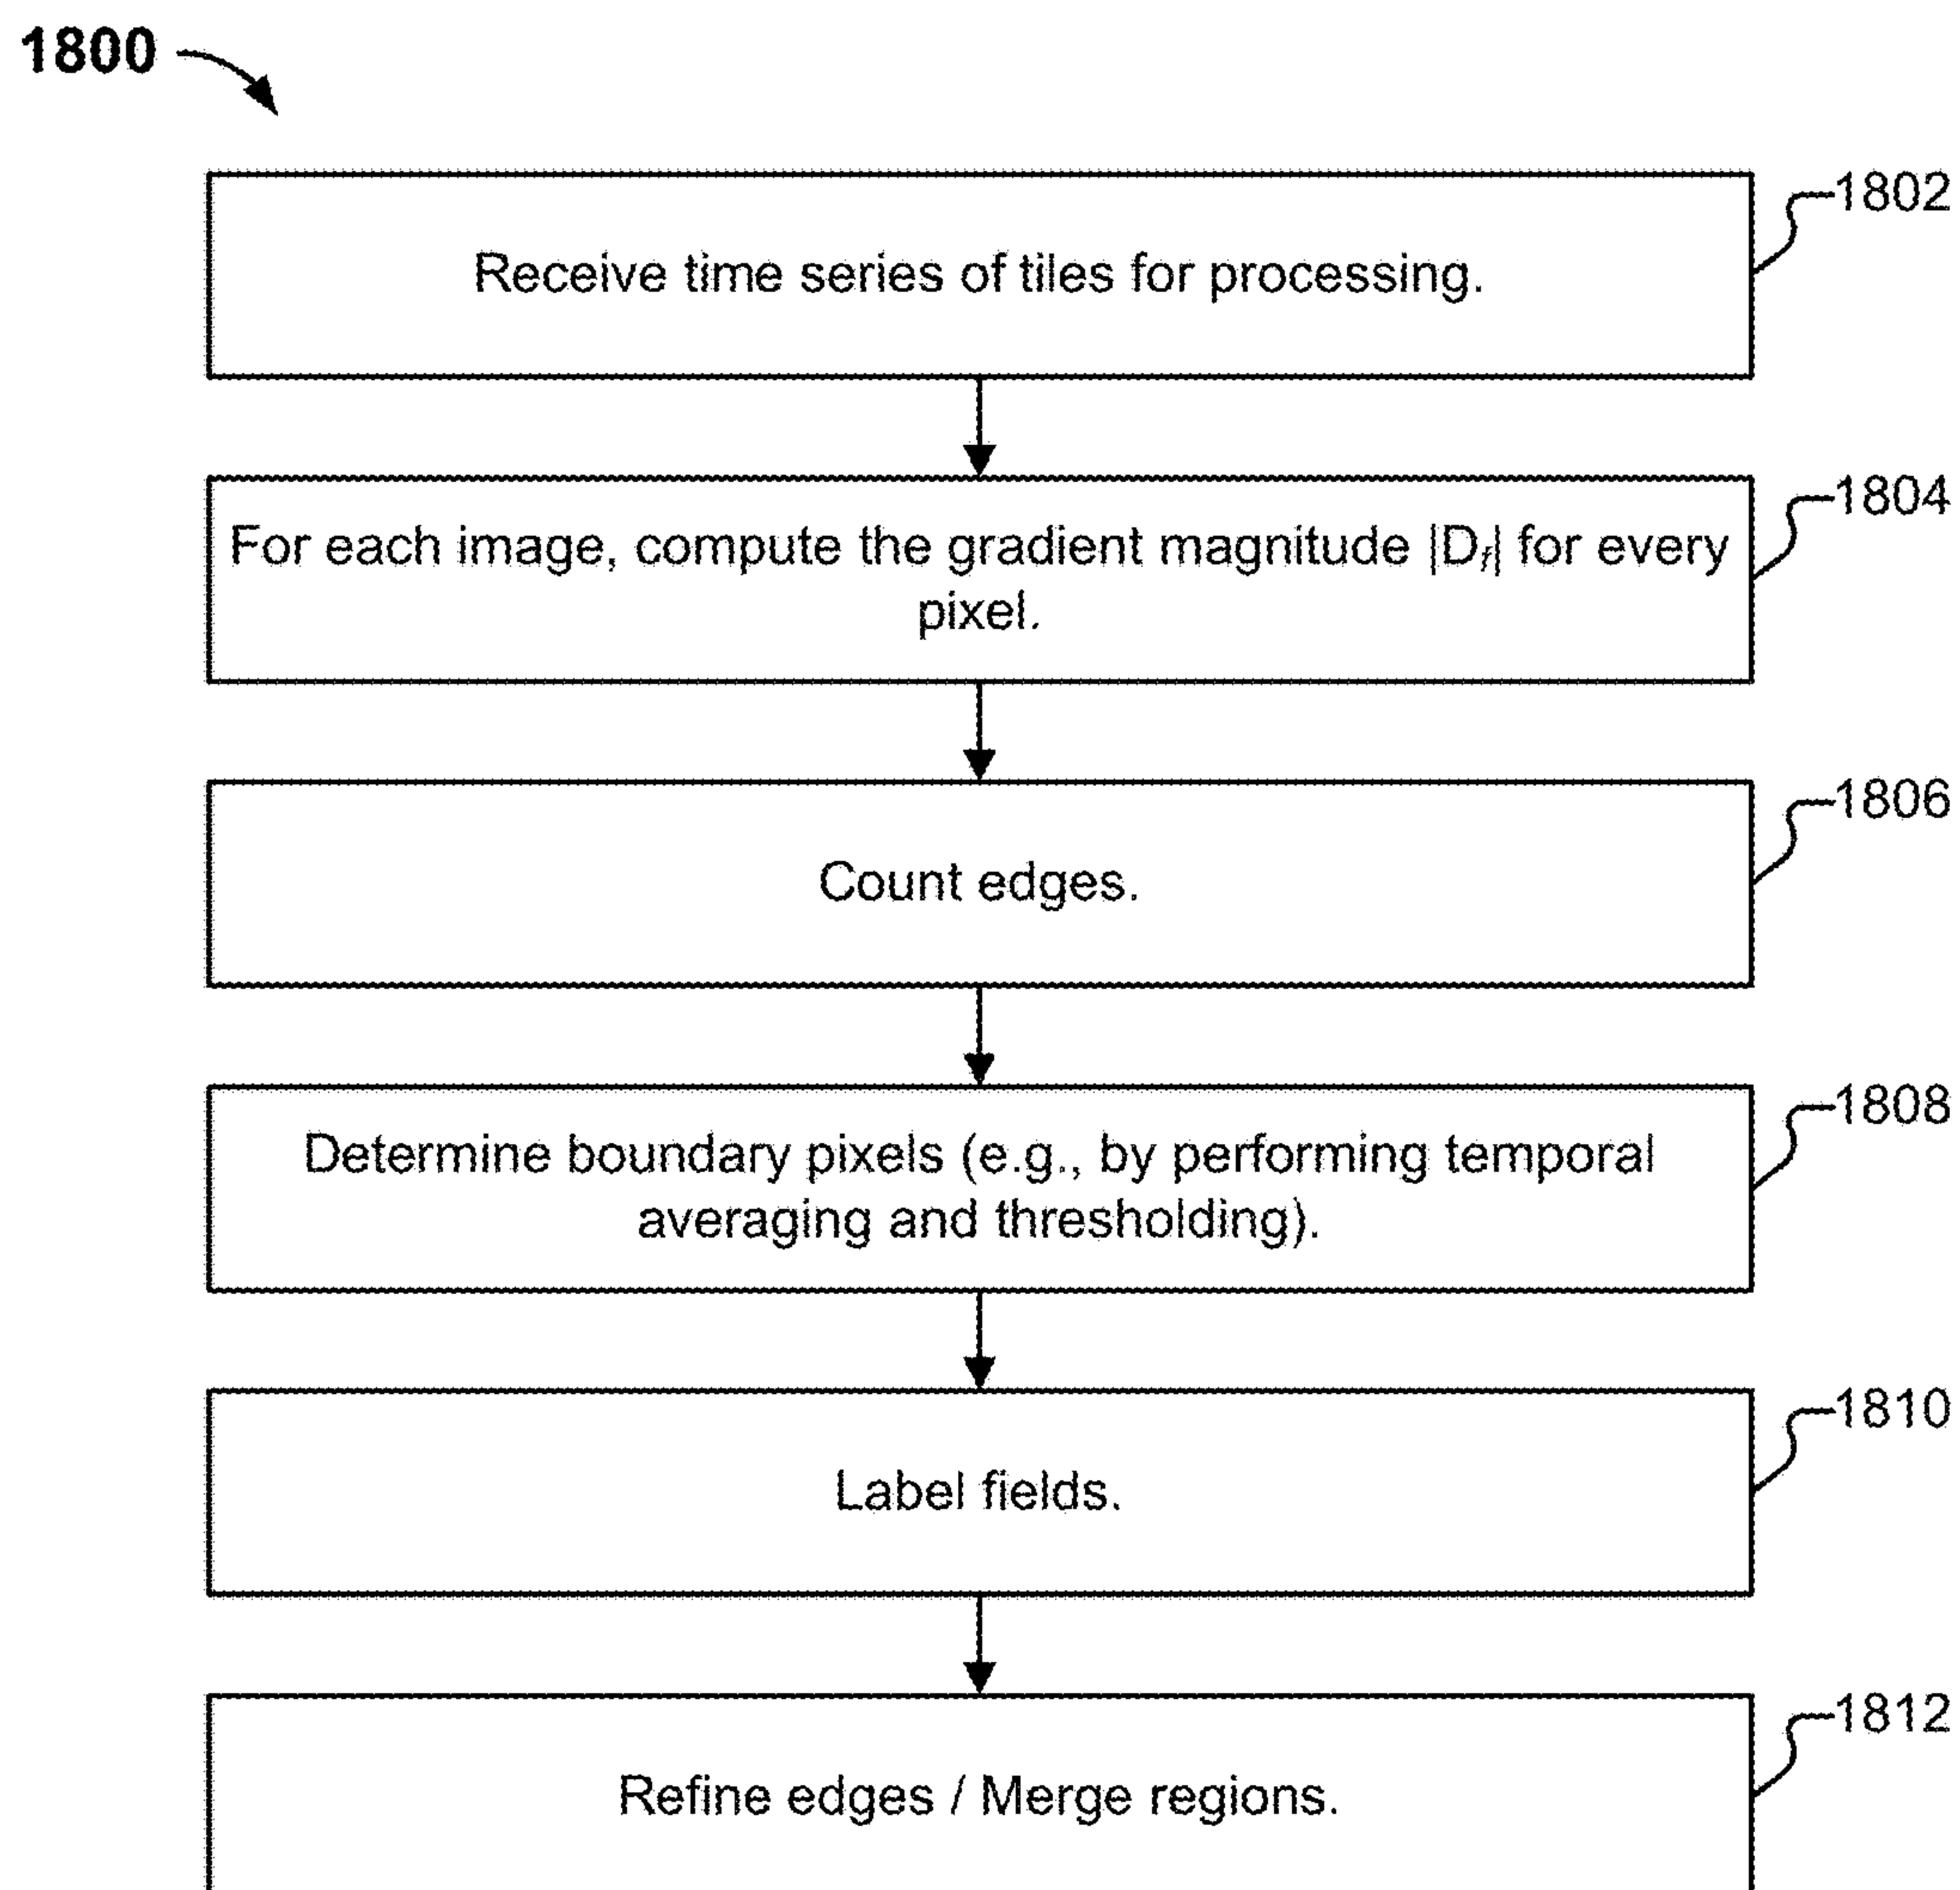 1800
1802
Receive time series of tiles for processing.
1804
For each image, compute the gradient magnitude |Df| for every
pixel.
1806
Count edges.
1808
Determine boundary pixels (e.g., by performing temporal
averaging and thresholding).
1810
Label fields.
1812
Refine edges / Merge regions.